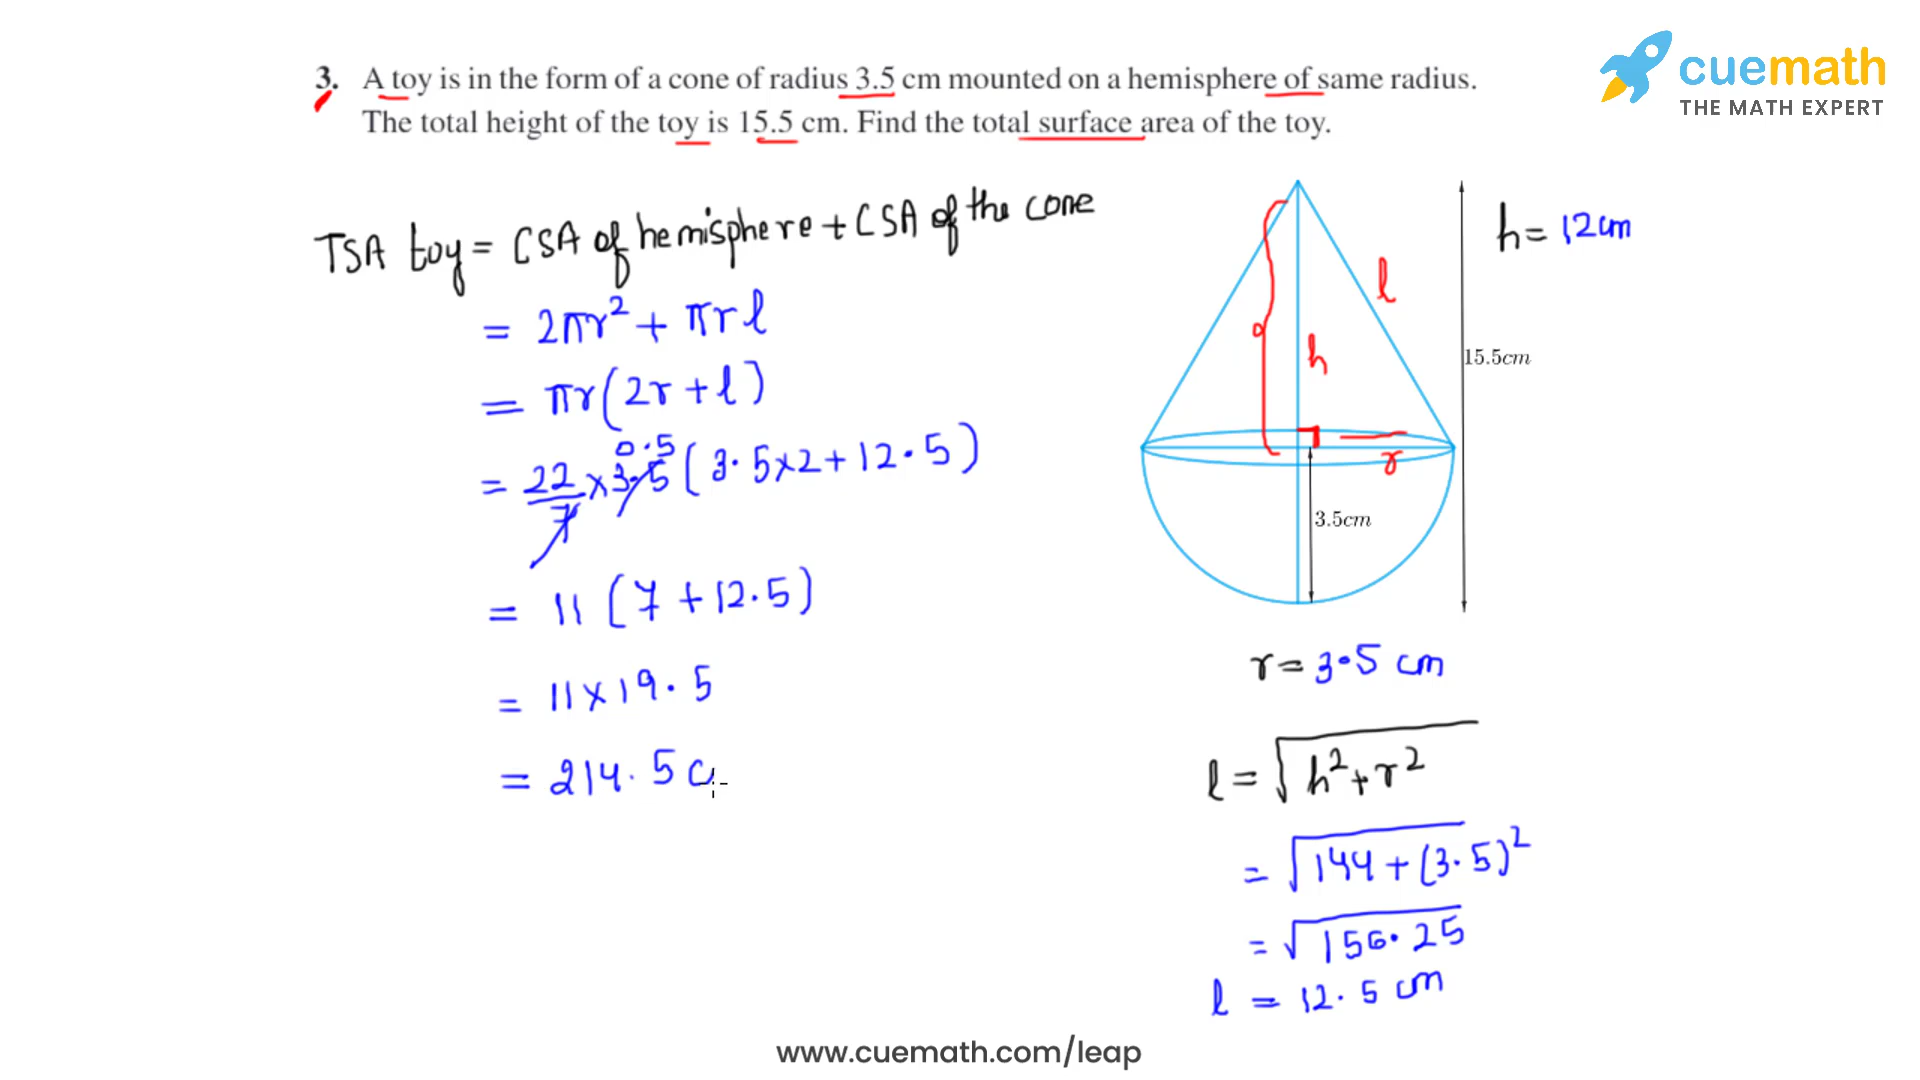 3. A toy is in the form of a cone of radius 3.5 cm mounted on a hemisphere of same radius.
The total height of the toy is 15.5 cm. Find the total surface area of the toy.
cuemath
THE MATH EXPERT
TSA toy = CSA of hemisphere + CSA of the cone
= 2πr² + πrl
= πr(2r + l)
0.5
= 22/7 × 3.5 (3.5×2 + 12.5)
= 11 (7 + 12.5)
= 11 × 19.5
= 214.5 c
h = 12cm
l
h
r
15.5cm
3.5cm
r = 3.5 cm
l = √h² + r²
= √144 + (3.5)²
= √156.25
l = 12.5 cm
www.cuemath.com/leap